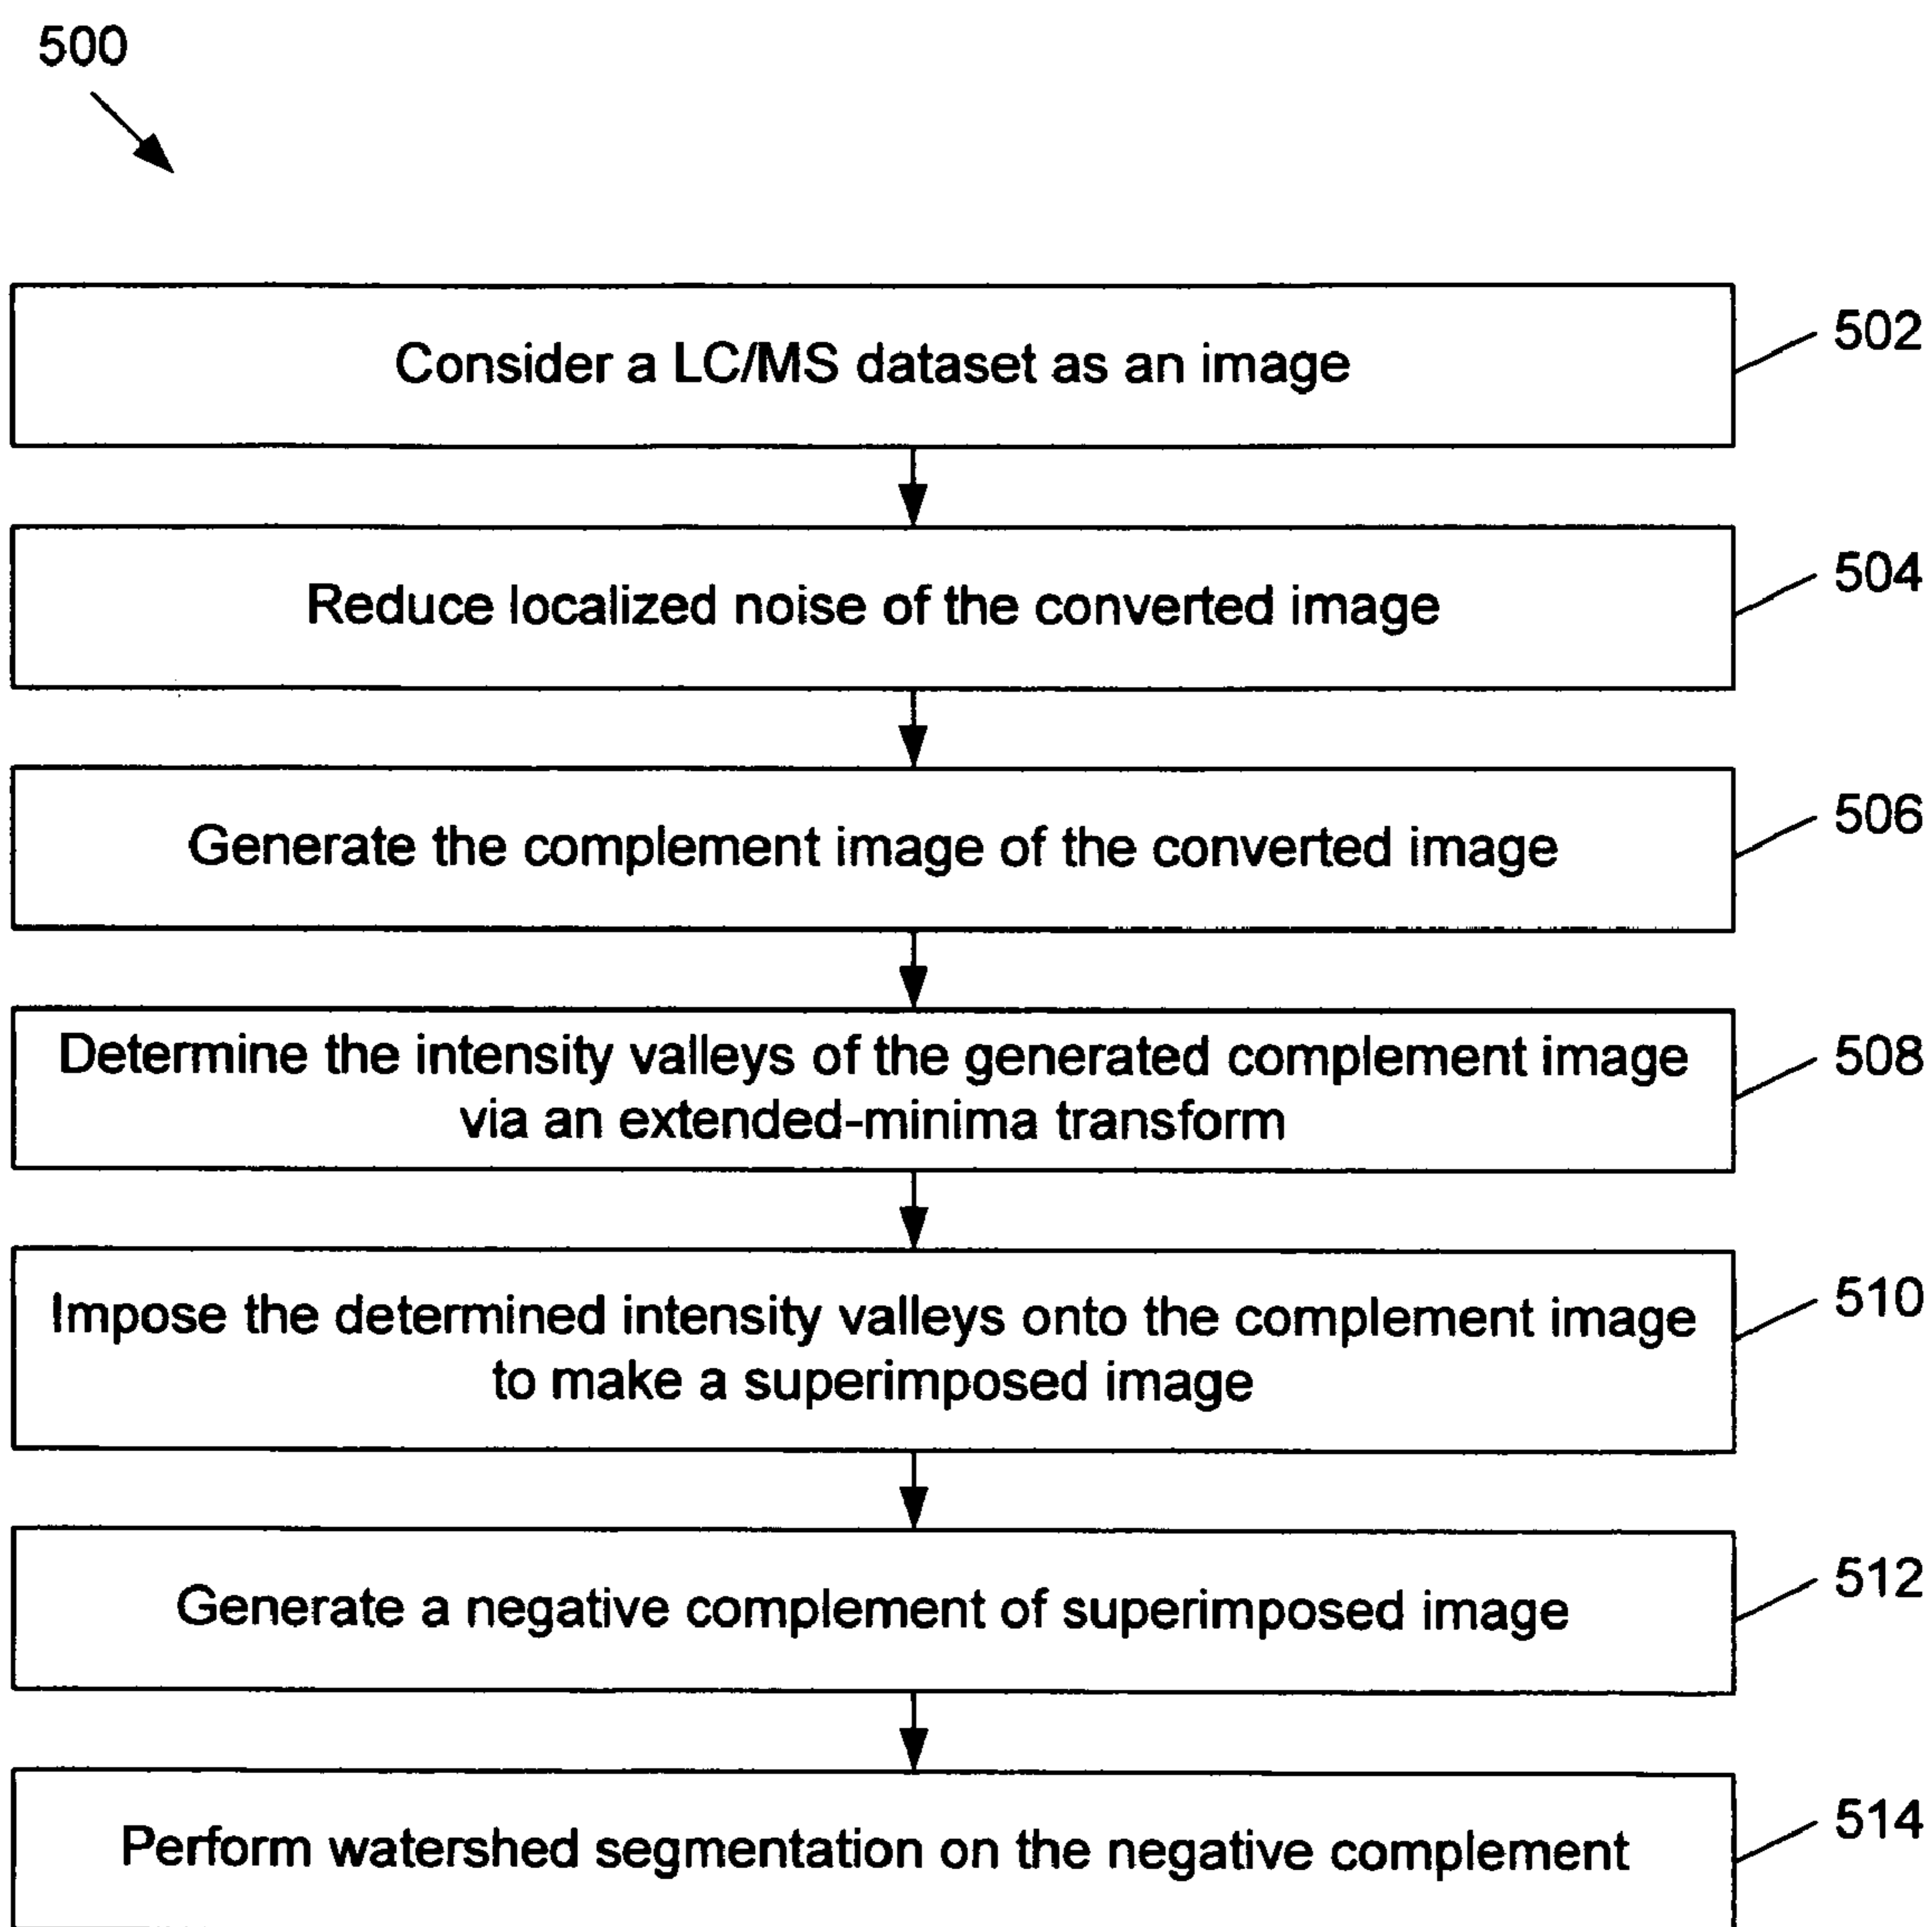 500
Consider a LC/MS dataset as an image
502
Reduce localized noise of the converted image
504
Generate the complement image of the converted image
506
Determine the intensity valleys of the generated complement image
via an extended-minima transform
508
Impose the determined intensity valleys onto the complement image
to make a superimposed image
510
Generate a negative complement of superimposed image
512
Perform watershed segmentation on the negative complement
514